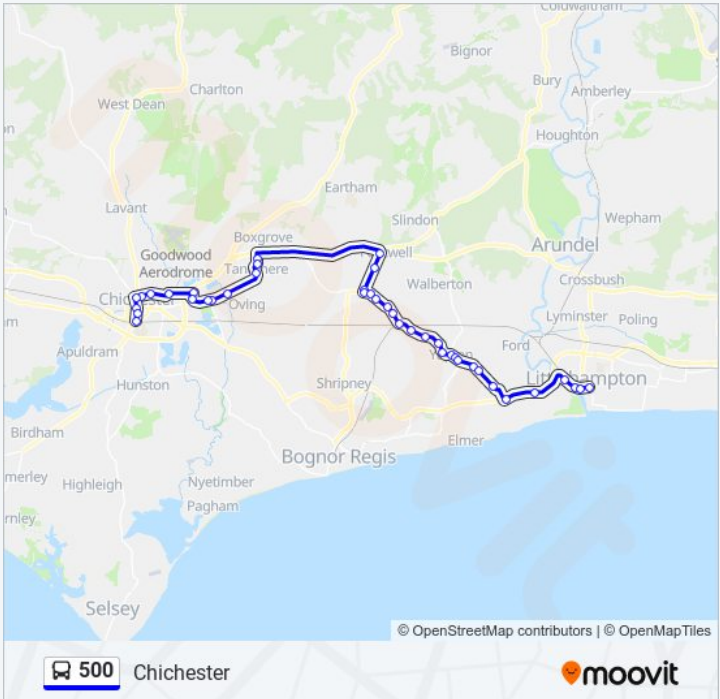 Coldwaltham
Bignor
Charlton
Bury
Amberley
West Dean
Houghton
Eartham
Lavant
Slindon
Wepham
Boxgrove
Arundel
Goodwood
Aerodrome
Walberton
Crossbush
Oving
Lyminster
Poling
Ford
Apuldram
Hunston
Shripney
Littlehampton
Birdham
Elmer
Bognor Regis
Highleigh
Nyetimber
Pagham
Selsey
© OpenStreetMap contributors | © OpenMapTiles
500 Chichester
moovit